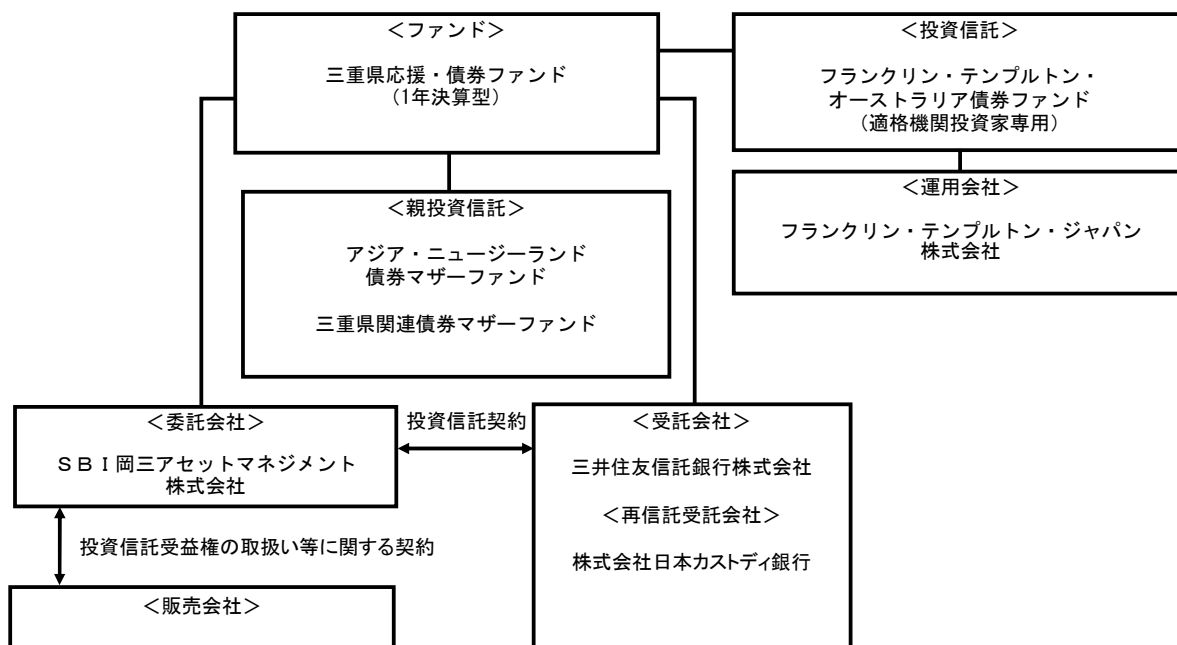 ＜ファンド＞
三重県応援・債券ファンド
（1年決算型）
＜投資信託＞
フランクリン・テンプルトン・
オーストラリア債券ファンド
（適格機関投資家専用）
＜運用会社＞
フランクリン・テンプルトン・ジャパン
株式会社
＜親投資信託＞
アジア・ニュージーランド
債券マザーファンド
三重県関連債券マザーファンド
＜委託会社＞
ＳＢＩ岡三アセットマネジメント
株式会社
投資信託契約
＜受託会社＞
三井住友信託銀行株式会社
＜再信託受託会社＞
株式会社日本カストディ銀行
投資信託受益権の取扱い等に関する契約
＜販売会社＞